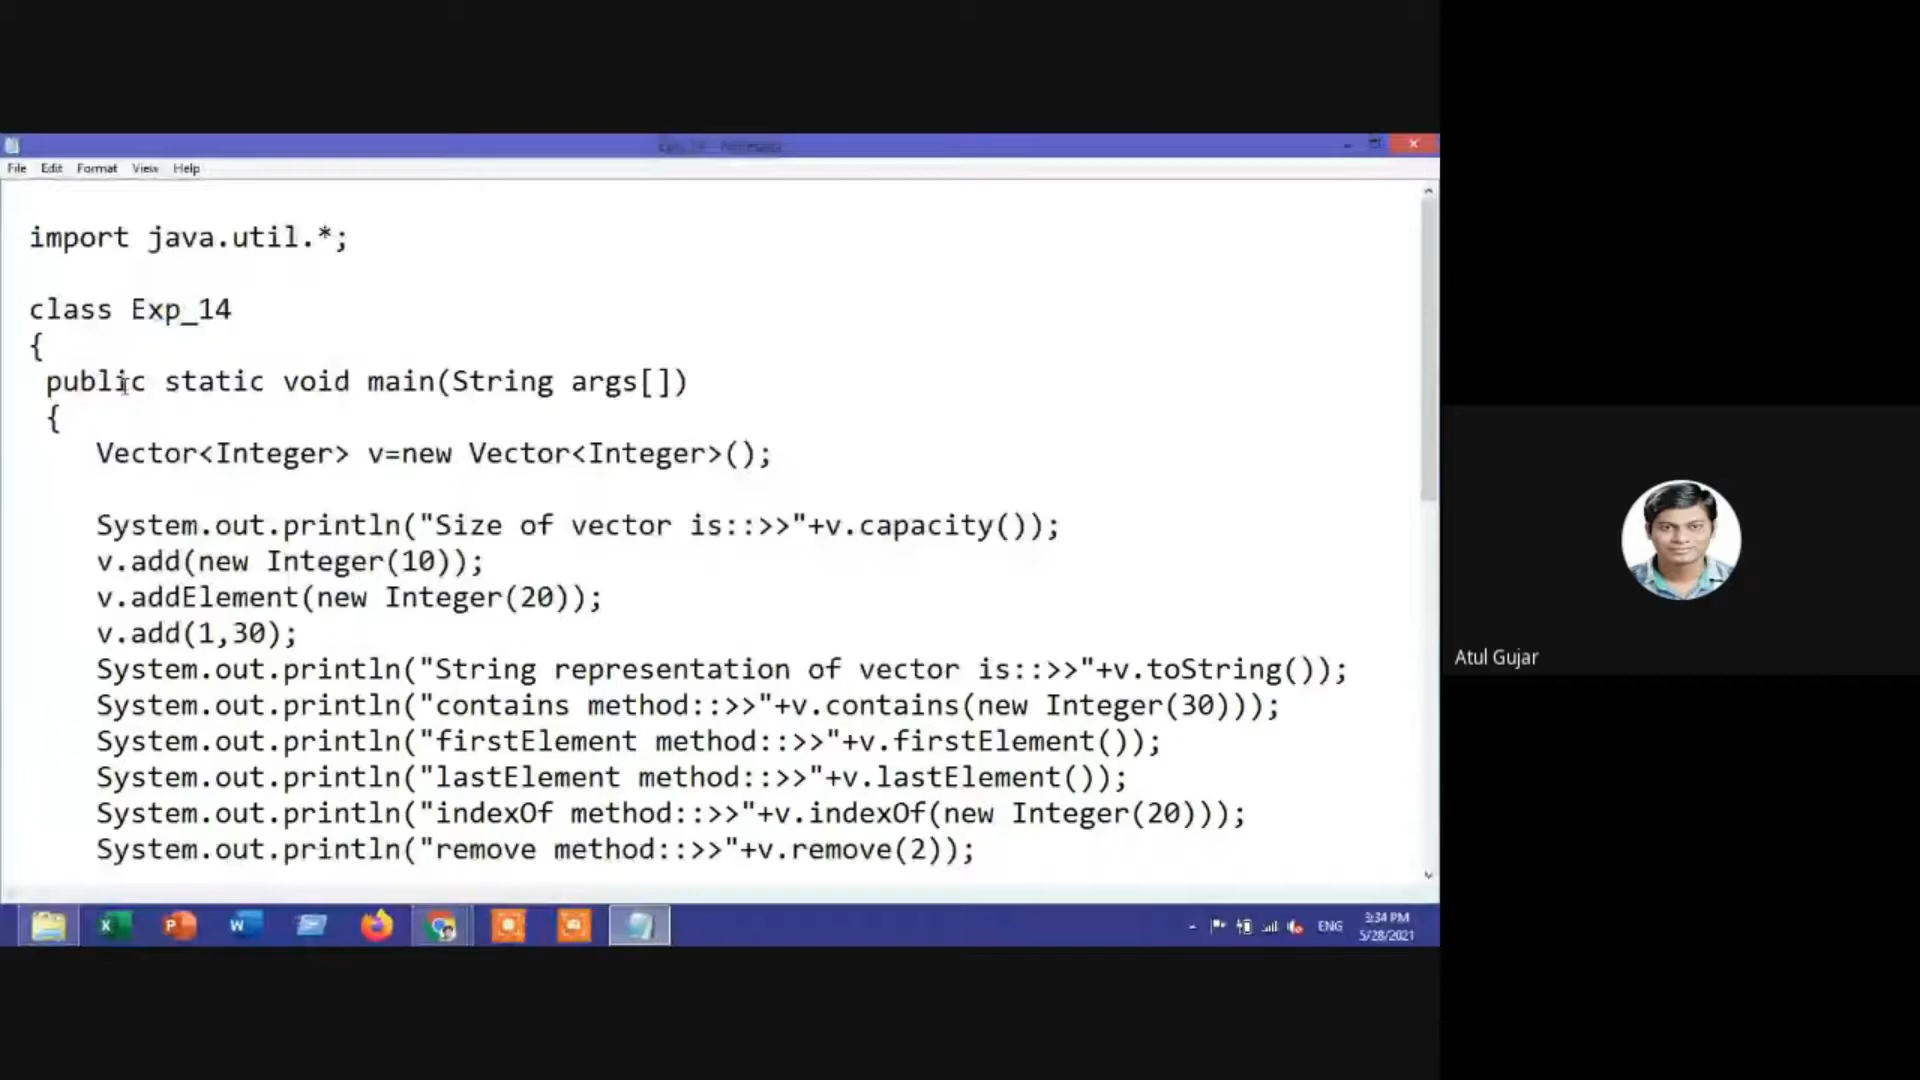 File Edit Format View Help
import java.util.*;
class Exp_14
{
public static void main(String args[])
{
Vector<Integer> v=new Vector<Integer>();
System.out.println("Size of vector is::>>"+v.capacity());
v.add(new Integer(10));
v.addElement(new Integer(20));
v.add(1,30);
System.out.println("String representation of vector is::>>"+v.toString());
System.out.println("contains method::>>"+v.contains(new Integer(30)));
System.out.println("firstElement method::>>"+v.firstElement());
System.out.println("lastElement method::>>"+v.lastElement());
System.out.println("indexOf method::>>"+v.indexOf(new Integer(20)));
System.out.println("remove method::>>"+v.remove(2));
Atul Gujar
ENG
3:34 PM
5/28/2021